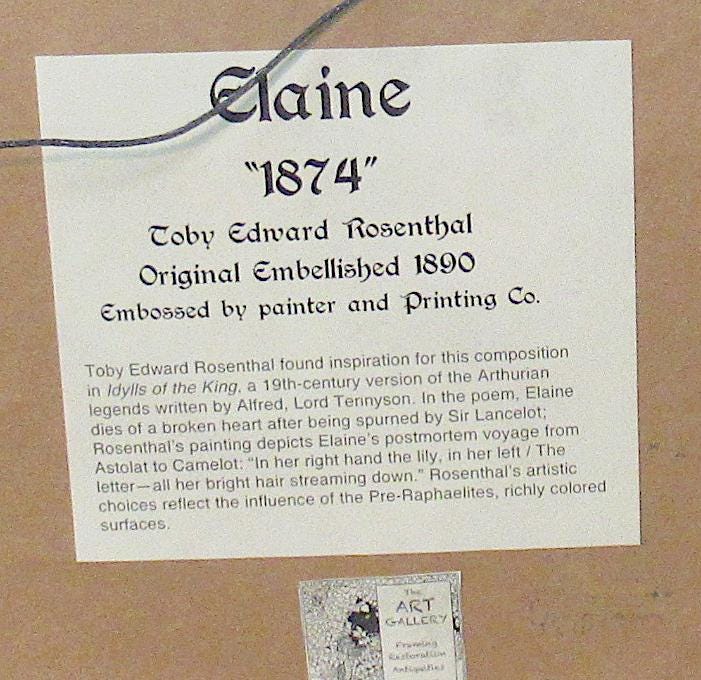 Elaine
"1874"
Toby Edward Rosenthal
Original Embellished 1890
Embossed by painter and Printing Co.
Toby Edward Rosenthal found inspiration for this composition
in Idylls of the King, a 19th-century version of the Arthurian
legends written by Alfred, Lord Tennyson. In the poem, Elaine
dies of a broken heart after being spurned by Sir Lancelot;
Rosenthal's painting depicts Elaine's postmortem voyage from
Astolat to Camelot: "In her right hand the lily, in her left / The
letter—all her bright hair streaming down." Rosenthal's artistic
choices reflect the influence of the Pre-Raphaelites, richly colored
surfaces.
The
ART
GALLERY
Framing
Restoration
Antiquities